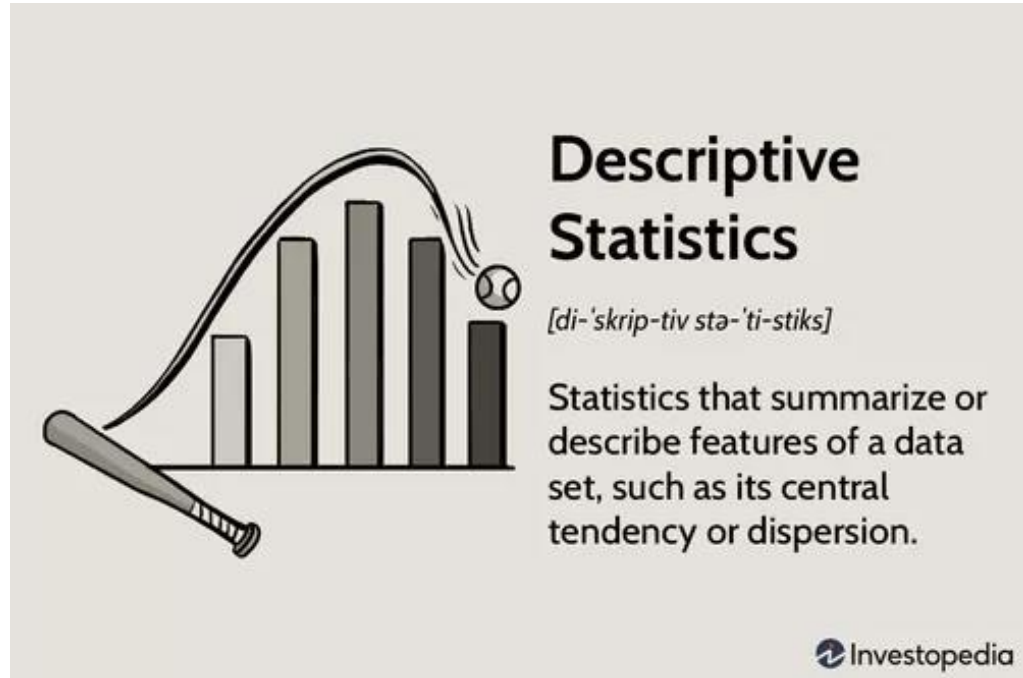 Descriptive
Statistics
[di-ˈskrip-tiv stə-ˈti-stiks]
Statistics that summarize or
describe features of a data
set, such as its central
tendency or dispersion.
Investopedia